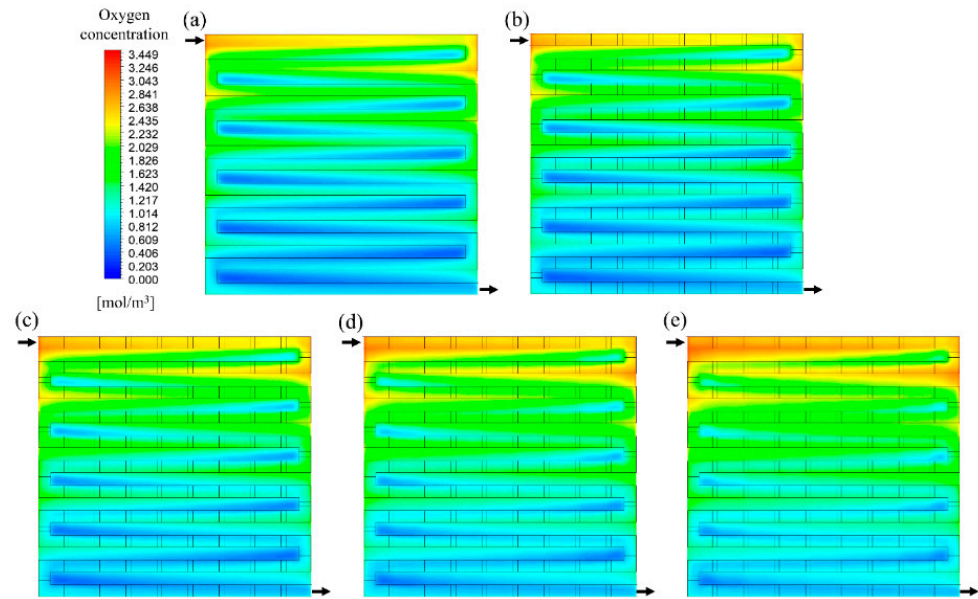 Oxygen
concentration
3.449
3.246
3.043
2.841
2.638
2.435
2.232
2.029
1.826
1.623
1.420
1.217
1.014
0.812
0.609
0.406
0.203
0.000
[mol/m³]
(a)
(b)
(c)
(d)
(e)